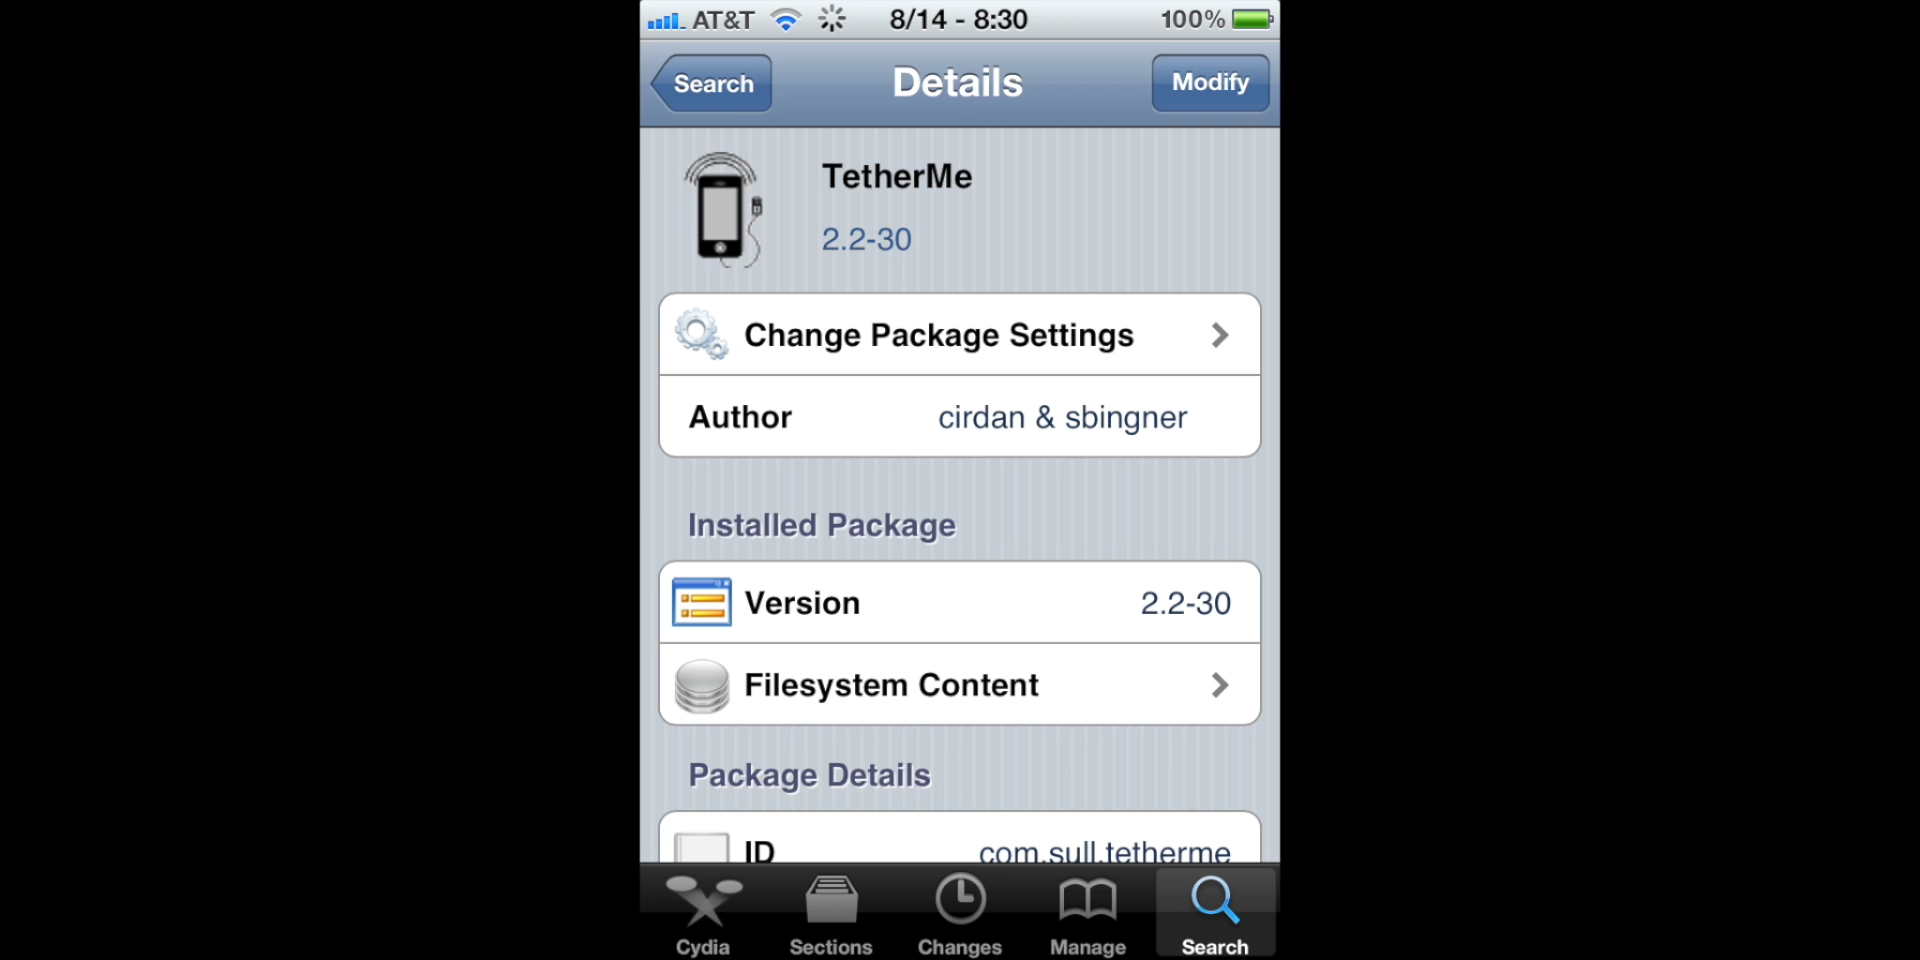 AT&T 8/14 - 8:30 100%
Search Details Modify
TetherMe
2.2-30
Change Package Settings
Author cirdan & sbingner
Installed Package
Version 2.2-30
Filesystem Content
Package Details
ID com.sull.tetherme
Cydia Sections Changes Manage Search